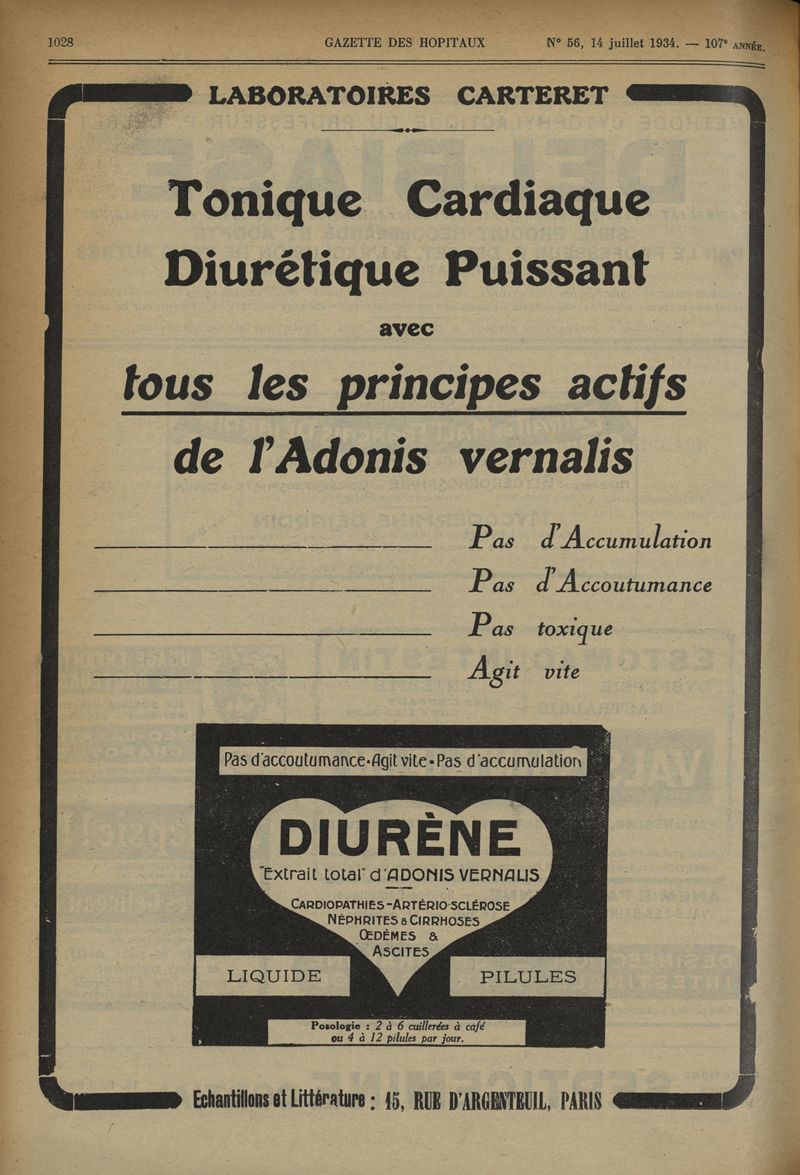 1028 GAZETTE DES HOPITAUX N° 56, 14 juillet 1934. — 107e ANNÉE.
LABORATOIRES CARTERET
Tonique Cardiaque
Diurétique Puissant
avec
tous les principes actifs
de l'Adonis vernalis
Pas d'Accumulation
Pas d'Accoutumance
Pas toxique
Agit vite
Pas d'accoutumance-Agit vite-Pas d'accumulation
DIURÈNE
"Extrait total" d'ADONIS VERNALIS
CARDIOPATHIES-ARTÉRIO-SCLÉROSE
NÉPHRITES & CIRRHOSES
ŒDÈMES &
ASCITES
LIQUIDE PILULES
Posologie : 2 à 6 cuillerées à café
ou 4 à 12 pilules par jour.
Echantillons et Littérature : 15, RUE D'ARGENTEUIL, PARIS